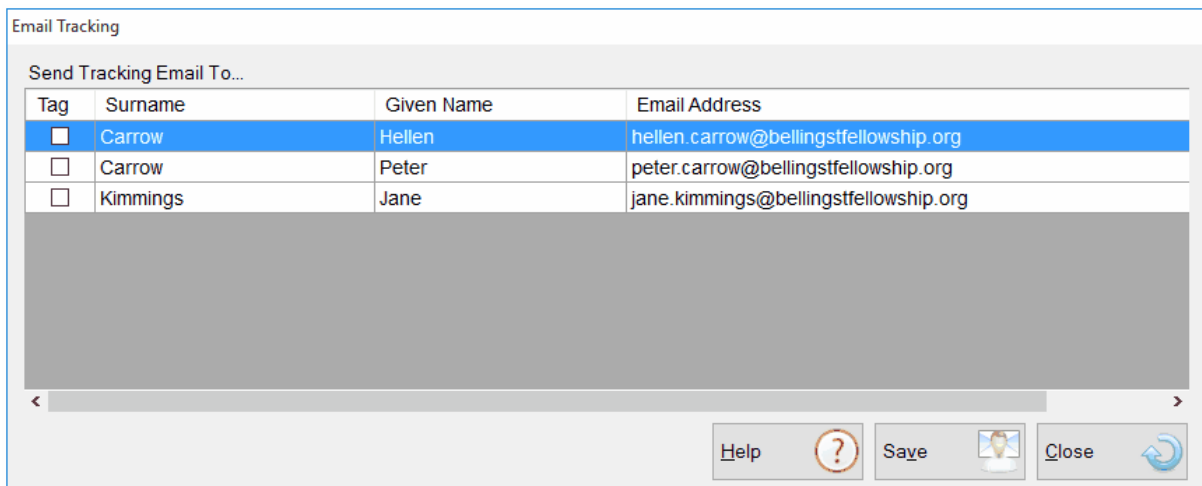 Email Tracking
Send Tracking Email To...
Tag Surname Given Name Email Address
Carrow Hellen hellen.carrow@bellingstfellowship.org
Carrow Peter peter.carrow@bellingstfellowship.org
Kimmings Jane jane.kimmings@bellingstfellowship.org
Help ? Save Close